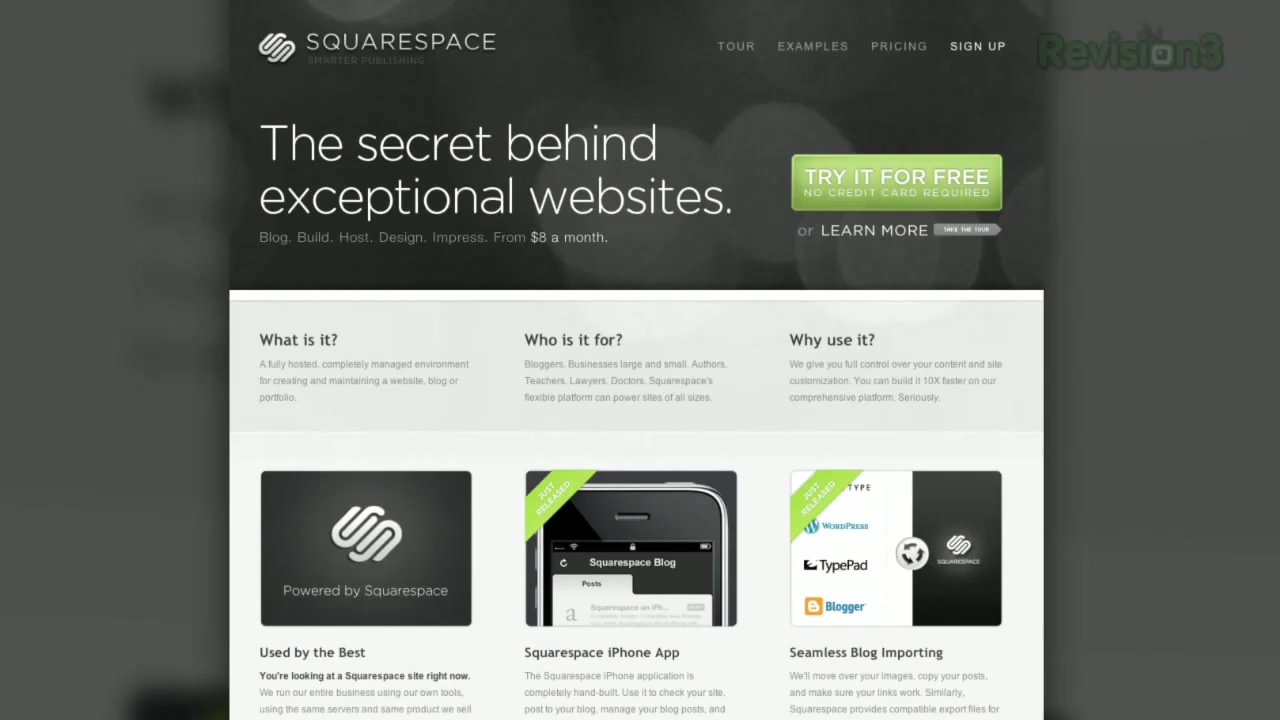 SQUARESPACE
SMARTER PUBLISHING
TOUR EXAMPLES PRICING SIGN UP
Revision3
The secret behind
exceptional websites.
Blog. Build. Host. Design. Impress. From $8 a month.
TRY IT FOR FREE
NO CREDIT CARD REQUIRED
or LEARN MORE TAKE THE TOUR
What is it?
A fully hosted, completely managed environment
for creating and maintaining a website, blog or
portfolio.
Who is it for?
Bloggers. Businesses large and small. Authors.
Teachers. Lawyers. Doctors. Squarespace's
flexible platform can power sites of all sizes.
Why use it?
We give you full control over your content and site
customization. You can build it 10X faster on our
comprehensive platform. Seriously.
Powered by Squarespace
JUST
RELEASED
Squarespace Blog
Posts
a
Squarespace on iPh...
JUST
RELEASED
TYPE
WORDPRESS
TypePad
Blogger
SQUARESPACE
Used by the Best
You're looking at a Squarespace site right now.
We run our entire business using our own tools,
using the same servers and same product we sell
Squarespace iPhone App
The Squarespace iPhone application is
completely hand-built. Use it to check your site,
post to your blog, manage your blog posts, and
Seamless Blog Importing
We'll move over your images, copy your posts,
and make sure your links work. Similarly,
Squarespace provides compatible export files for